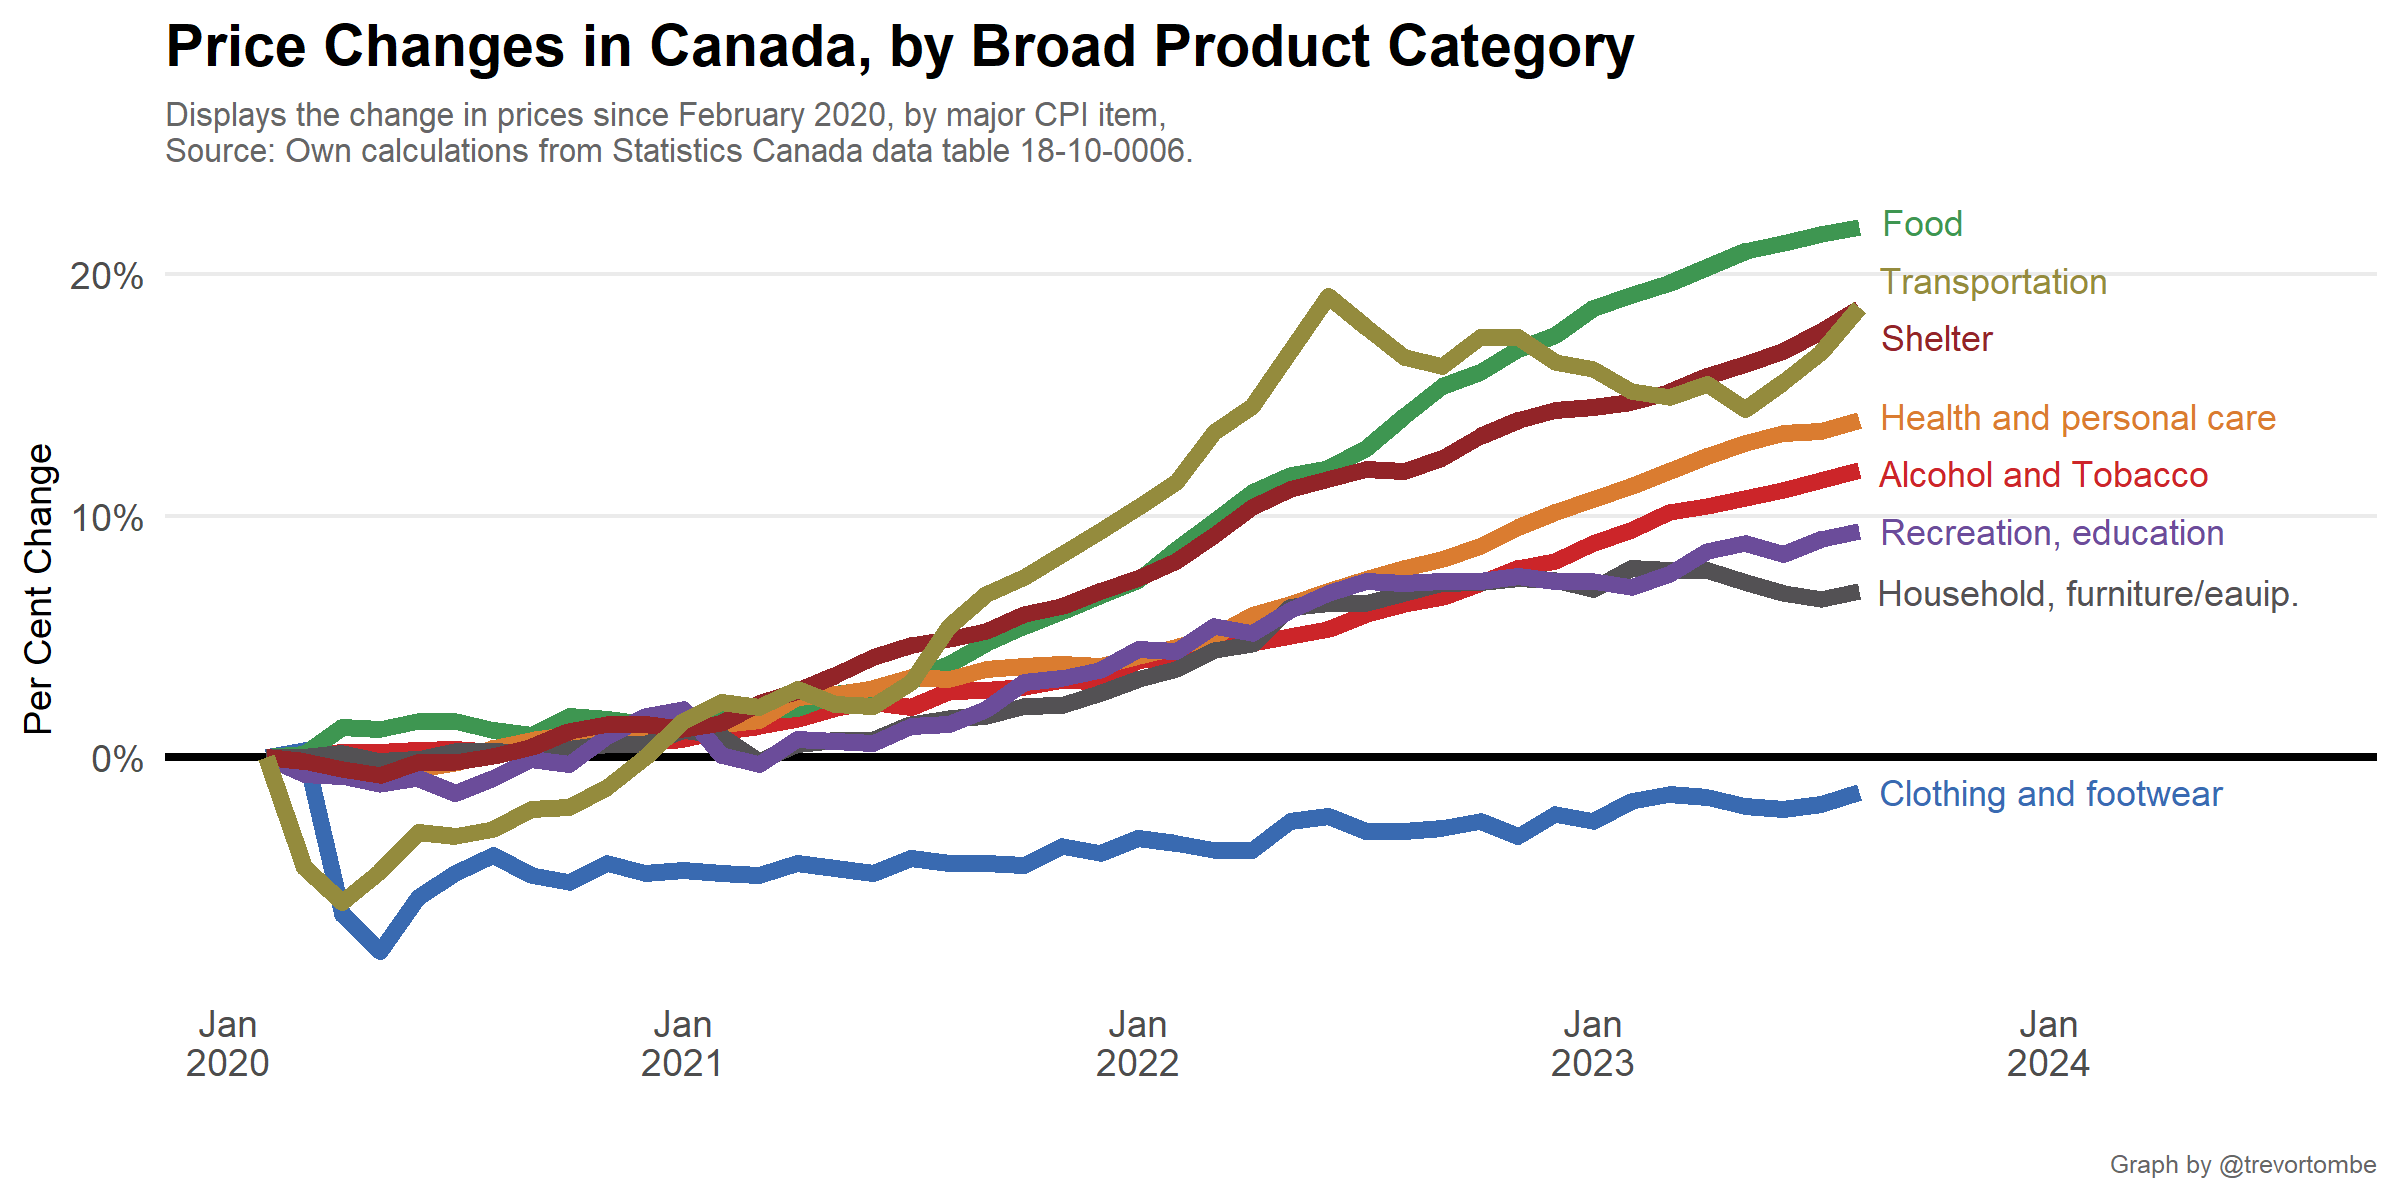 Price Changes in Canada, by Broad Product Category
Displays the change in prices since February 2020, by major CPI item,
Source: Own calculations from Statistics Canada data table 18-10-0006.
Per Cent Change
20%
10%
0%
Food
Transportation
Shelter
Health and personal care
Alcohol and Tobacco
Recreation, education
Household, furniture/eauip.
Clothing and footwear
Jan
2020
Jan
2021
Jan
2022
Jan
2023
Jan
2024
Graph by @trevortombe